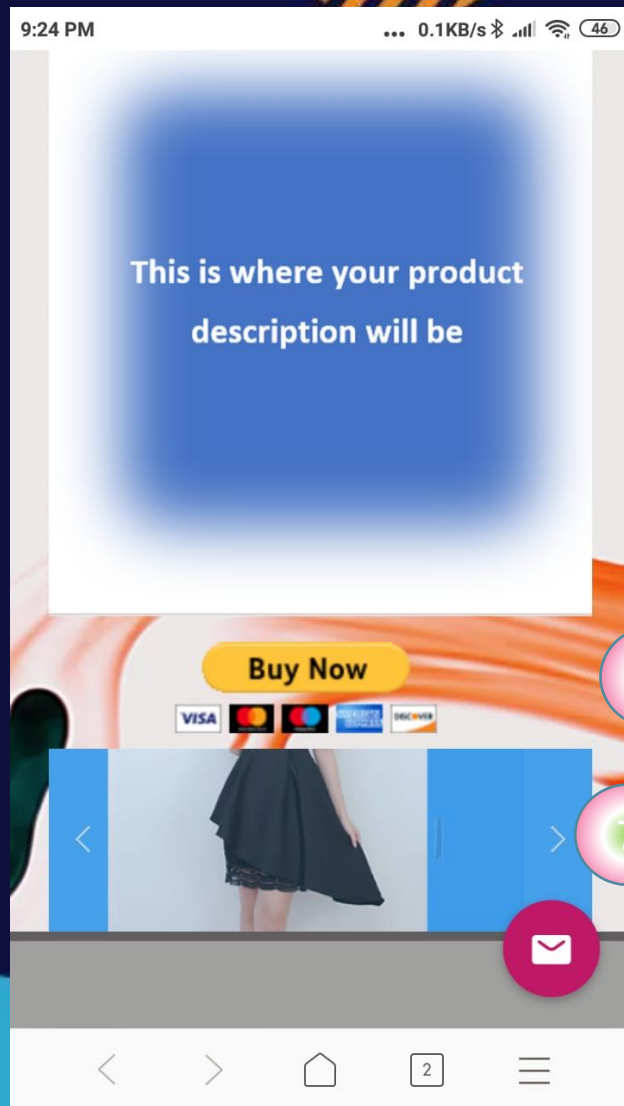 9:24 PM
... 0.1KB/s 46
This is where your product
description will be
Buy Now
VISA
DISCOVER
2